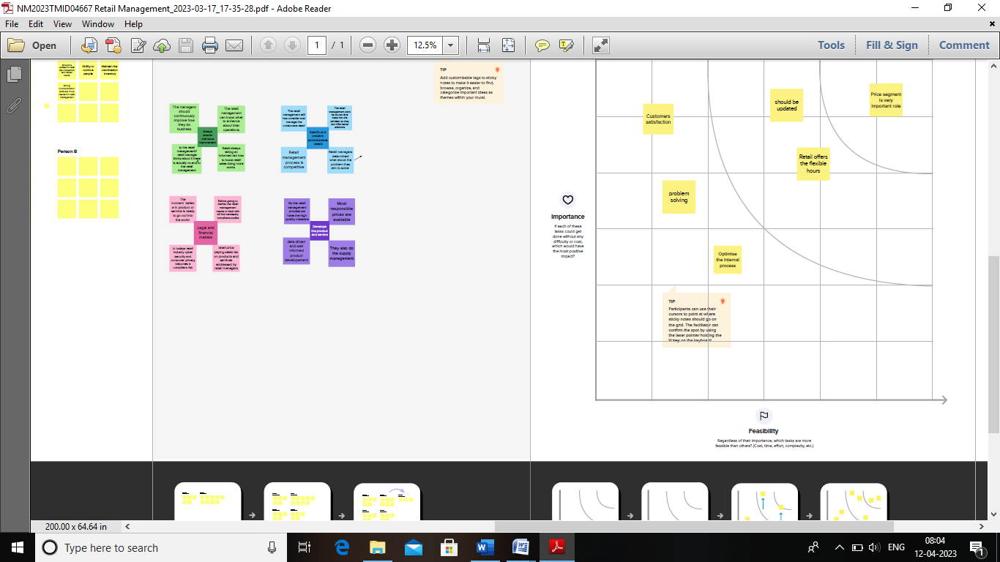 NM2023TMID04667 Retail Management_2023-03-17_17-35-28.pdf - Adobe Reader
File Edit View Window Help
Open
1 / 1
12.5%
Tools
Fill & Sign
Comment
Ability to
convince
people
Maintain the
coordination
inventory
Person 8
The managers
should
continuously
improve how
they do
business
The retail
management
can know what
to enhance
about their
operations
Always
ensure
continuous
improvement
In the retail
management if
retail manager
thinks about it there
is actually no end to
the retail
management
Retail always
taking an
informed risk how
to boost retail
sales doing more
works
The retail
management will
has consider and
manage the
consumers need
Specify and
prepare
administrative
needs
Retail
management
process is
competitive
Retail managers
determined
what about the
problem they
aim to solve
The
moment believ
e in product or
service is ready
to go out into
the world
Before going to
market the retail
management
needs to deal with
all the necessary
compliants audits
Legal and
financial
matters
In todays retail
industry cyber
security and
consumer privacy
becomes a
compliens risk
retail price
paying sales tax
on products and
services
addressed by
retail managers
By the retail
management
process we
have the high
quality materials
Most
responsible
prices are
available
Develope
the product
and service
data driven
and well
informed
product
developement
They also do
the supply
management
TIP
Add customizable tags to sticky
notes to make it easier to find,
browse, organize, and
categorize important ideas as
themes within your mural.
Importance
If each of these
tasks could get
done without any
difficulty or cost,
which would have
the most positive
impact?
Customers
satisfaction
should be
updated
Price segment
is very
important role
Retail offers
the flexible
hours
problem
solving
Optimise
the internal
process
TIP
Participants can use their
cursors to point at where
sticky notes should go on
the grid. The facilitator can
confirm the spot by using
the laser pointer holding the
H key on the keyboard.
Feasibility
Regardless of their importance, which tasks are more
feasible than others? (Cost, time, effort, complexity, etc.)
200.00 x 64.64 in
Type here to search
ENG
08:04
12-04-2023
1